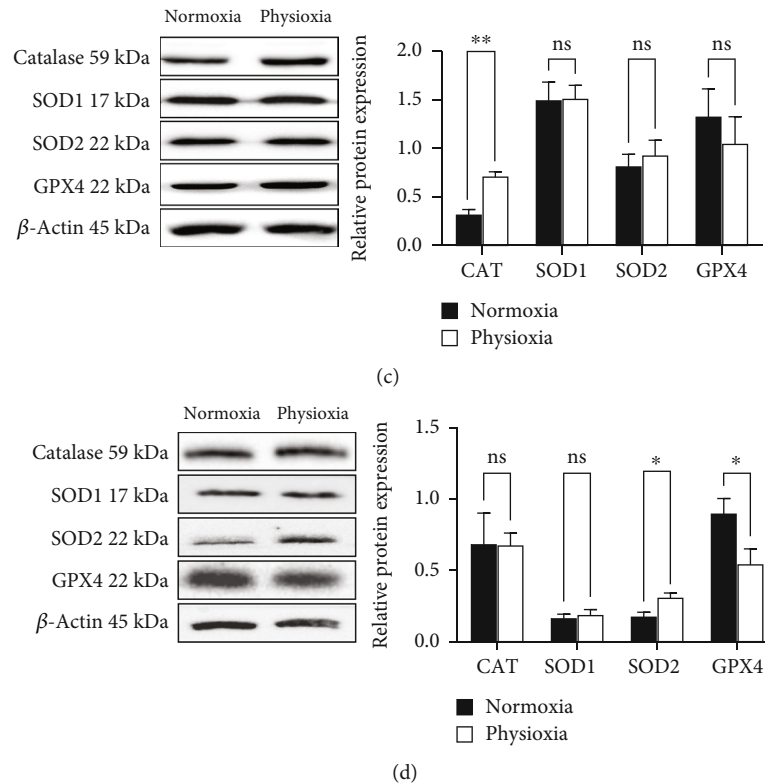 Normoxia Physioxia
Catalase 59 kDa
SOD1 17 kDa
SOD2 22 kDa
GPX4 22 kDa
β-Actin 45 kDa
Relative protein expression
2.0
1.5
1.0
0.5
0.0
** ns ns ns
CAT SOD1 SOD2 GPX4
Normoxia
Physioxia
(c)
Normoxia Physioxia
Catalase 59 kDa
SOD1 17 kDa
SOD2 22 kDa
GPX4 22 kDa
β-Actin 45 kDa
Relative protein expression
1.5
1.0
0.5
0.0
ns ns * *
CAT SOD1 SOD2 GPX4
Normoxia
Physioxia
(d)